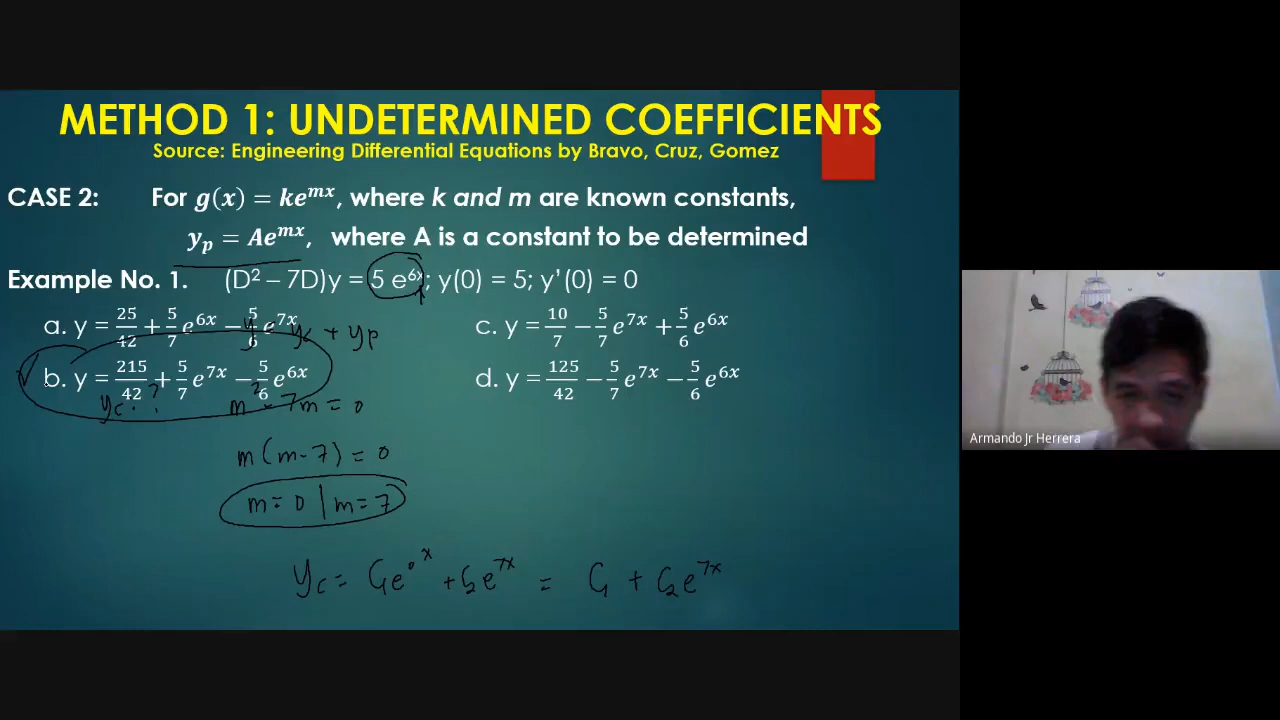 METHOD 1: UNDETERMINED COEFFICIENTS
Source: Engineering Differential Equations by Bravo, Cruz, Gomez
CASE 2: For g(x) = ke^{mx}, where k and m are known constants,
y_p = Ae^{mx}, where A is a constant to be determined
Example No. 1. (D² – 7D)y = 5 e^{6x}; y(0) = 5; y'(0) = 0
a. y = 25/42 + 5/7 e^{6x} − 5/6 e^{7x}
c. y = 10/7 − 5/7 e^{7x} + 5/6 e^{6x}
y yc + yp
b. y = 215/42 + 5/7 e^{7x} − 5/6 e^{6x}
d. y = 125/42 − 5/7 e^{7x} − 5/6 e^{6x}
yc: ? m² - 7m = 0
m(m-7) = 0
m = 0 | m = 7
yc = C₁e^{0x} + C₂e^{7x} = C₁ + C₂e^{7x}
Armando Jr Herrera